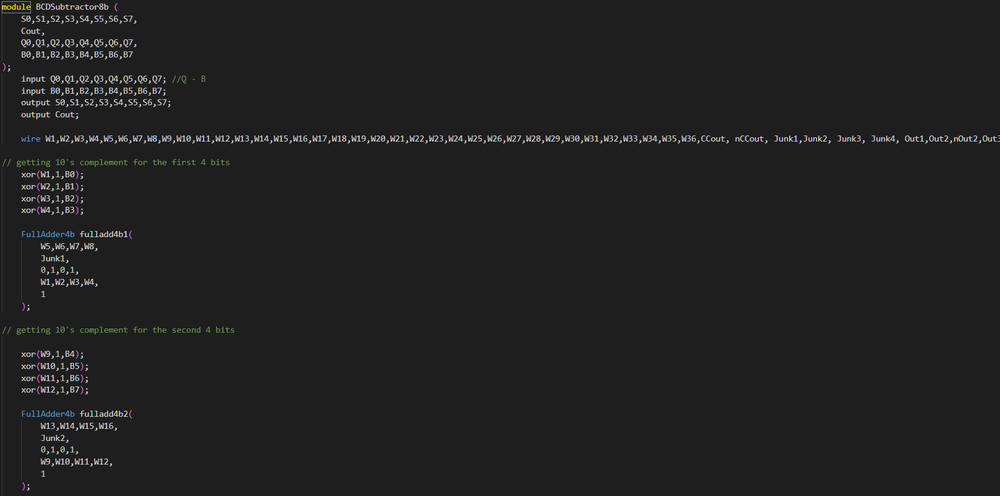 module BCDSubtractor8b (
S0,S1,S2,S3,S4,S5,S6,S7,
Cout,
Q0,Q1,Q2,Q3,Q4,Q5,Q6,Q7,
B0,B1,B2,B3,B4,B5,B6,B7
);
input Q0,Q1,Q2,Q3,Q4,Q5,Q6,Q7; //Q - B
input B0,B1,B2,B3,B4,B5,B6,B7;
output S0,S1,S2,S3,S4,S5,S6,S7;
output Cout;
wire W1,W2,W3,W4,W5,W6,W7,W8,W9,W10,W11,W12,W13,W14,W15,W16,W17,W18,W19,W20,W21,W22,W23,W24,W25,W26,W27,W28,W29,W30,W31,W32,W33,W34,W35,W36,CCout, nCCout, Junk1,Junk2, Junk3, Junk4, Out1,Out2,nOut2,Out3
// getting 10's complement for the first 4 bits
xor(W1,1,B0);
xor(W2,1,B1);
xor(W3,1,B2);
xor(W4,1,B3);
FullAdder4b fulladd4b1(
W5,W6,W7,W8,
Junk1,
0,1,0,1,
W1,W2,W3,W4,
1
);
// getting 10's complement for the second 4 bits
xor(W9,1,B4);
xor(W10,1,B5);
xor(W11,1,B6);
xor(W12,1,B7);
FullAdder4b fulladd4b2(
W13,W14,W15,W16,
Junk2,
0,1,0,1,
W9,W10,W11,W12,
1
);